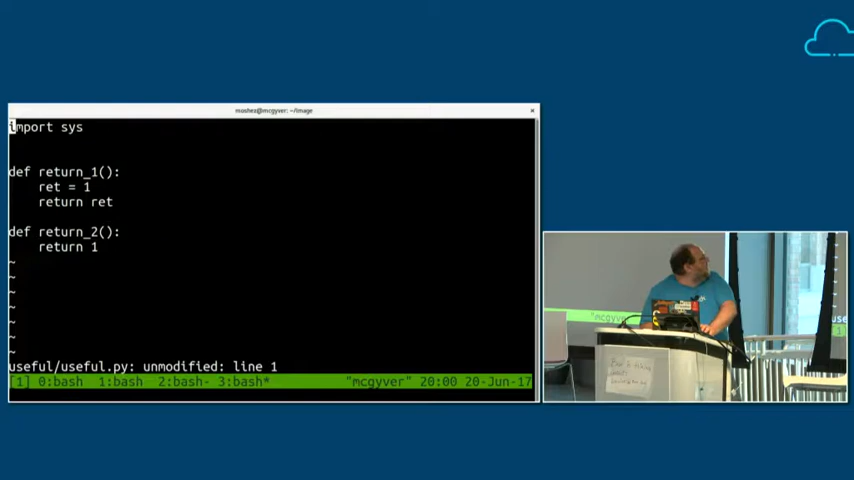 moshez@mcgyver: ~/image
import sys
def return_1():
    ret = 1
    return ret
def return_2():
    return 1
~
~
~
~
~
~
~
useful/useful.py: unmodified: line 1
[1] 0:bash  1:bash  2:bash- 3:bash*
"mcgyver" 20:00 20-Jun-17
"mcgyver"